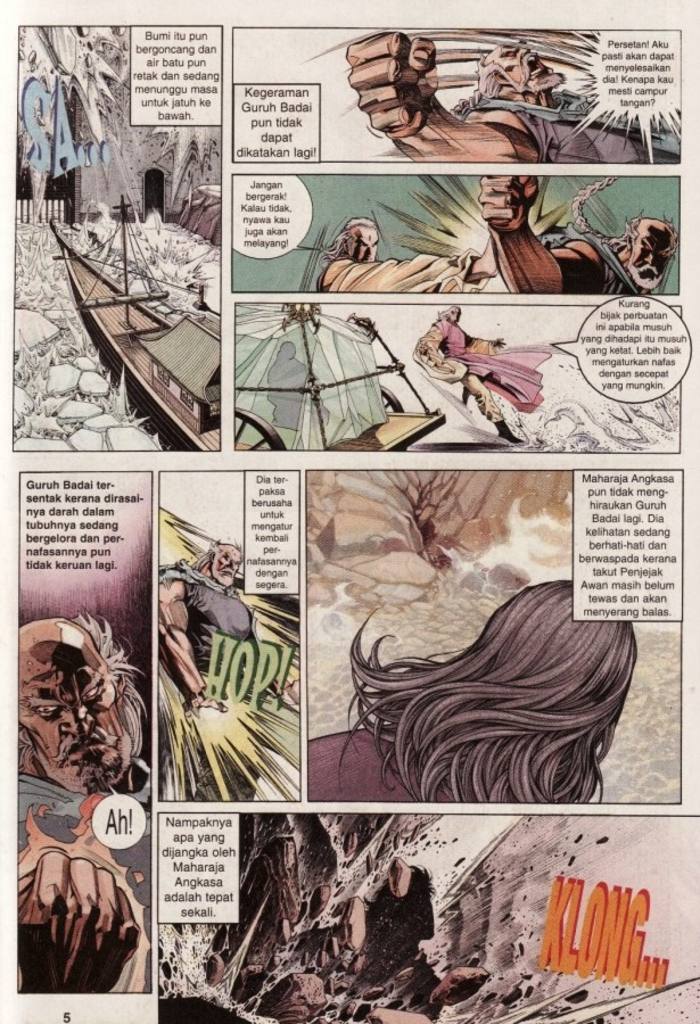 Bumi itu pun
bergoncang dan
air batu pun
retak dan sedang
menunggu masa
untuk jatuh ke
bawah.
SA...
Kegeraman
Guruh Badai
pun tidak
dapat
dikatakan lagi!
Persetan! Aku
pasti akan dapat
menyelesaikan
dia! Kenapa kau
mesti campur
tangan?
Jangan
bergerak!
Kalau tidak,
nyawa kau
juga akan
melayang!
Kurang
bijak perbuatan
ini apabila musuh
yang dihadapi itu musuh
yang ketat. Lebih baik
mengaturkan nafas
dengan secepat
yang mungkin.
Guruh Badai ter-
sentak kerana dirasai-
nya darah dalam
tubuhnya sedang
bergelora dan per-
nafasannya pun
tidak keruan lagi.
Ah!
Dia ter-
paksa
berusaha
untuk
mengatur
kembali
per-
nafasannya
dengan
segera.
HOP!
Maharaja Angkasa
pun tidak meng-
hiraukan Guruh
Badai lagi. Dia
kelihatan sedang
berhati-hati dan
berwaspada kerana
takut Penjejak
Awan masih belum
tewas dan akan
menyerang balas.
Nampaknya
apa yang
dijangka oleh
Maharaja
Angkasa
adalah tepat
sekali.
KLONG...
5